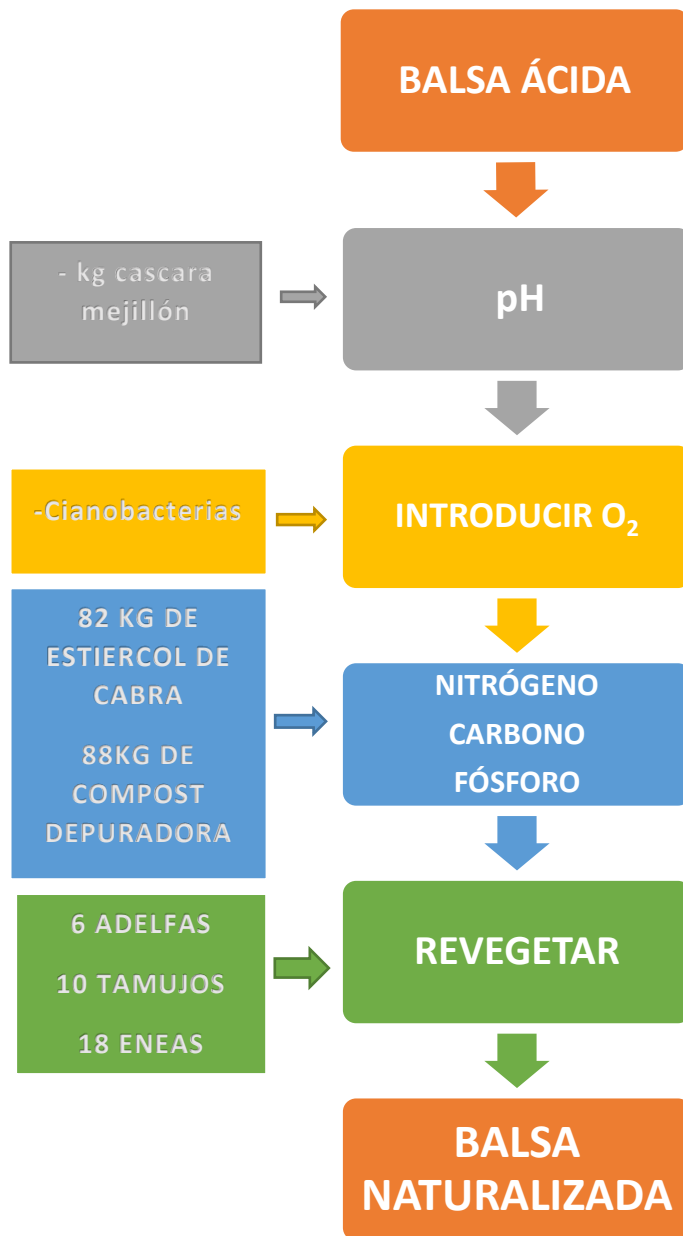 BALSA ÁCIDA
- kg cascara
mejillón
pH
-Cianobacterias
INTRODUCIR O₂
82 KG DE
ESTIERCOL DE
CABRA
88KG DE
COMPOST
DEPURADORA
NITRÓGENO
CARBONO
FÓSFORO
6 ADELFAS
10 TAMUJOS
18 ENEAS
REVEGETAR
BALSA
NATURALIZADA